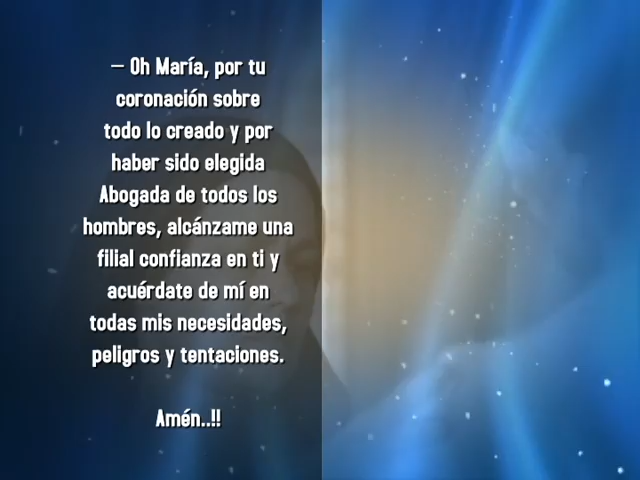 — Oh María, por tu
coronación sobre
todo lo creado y por
haber sido elegida
Abogada de todos los
hombres, alcánzame una
filial confianza en ti y
acuérdate de mí en
todas mis necesidades,
peligros y tentaciones.
Amén..!!